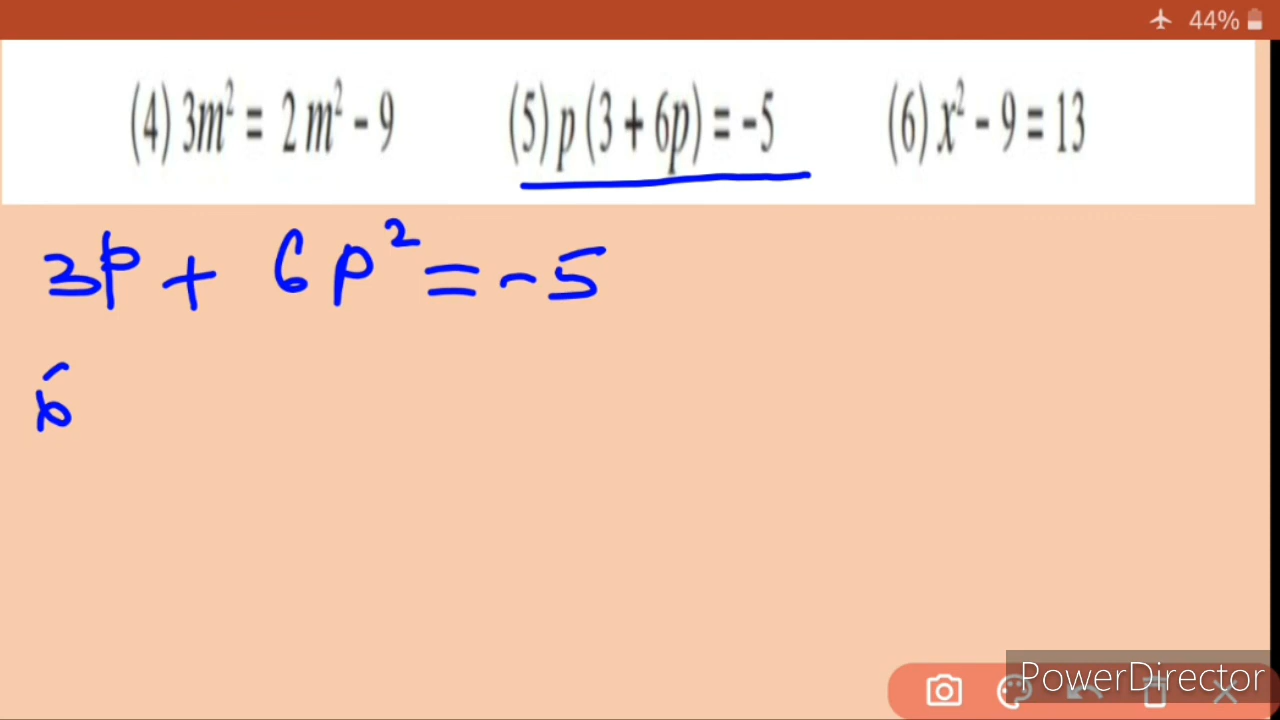 44%
(4) 3m² = 2m² – 9 (5) p (3 + 6p) = –5 (6) x² – 9 = 13
3p + 6p² = -5
6
PowerDirector